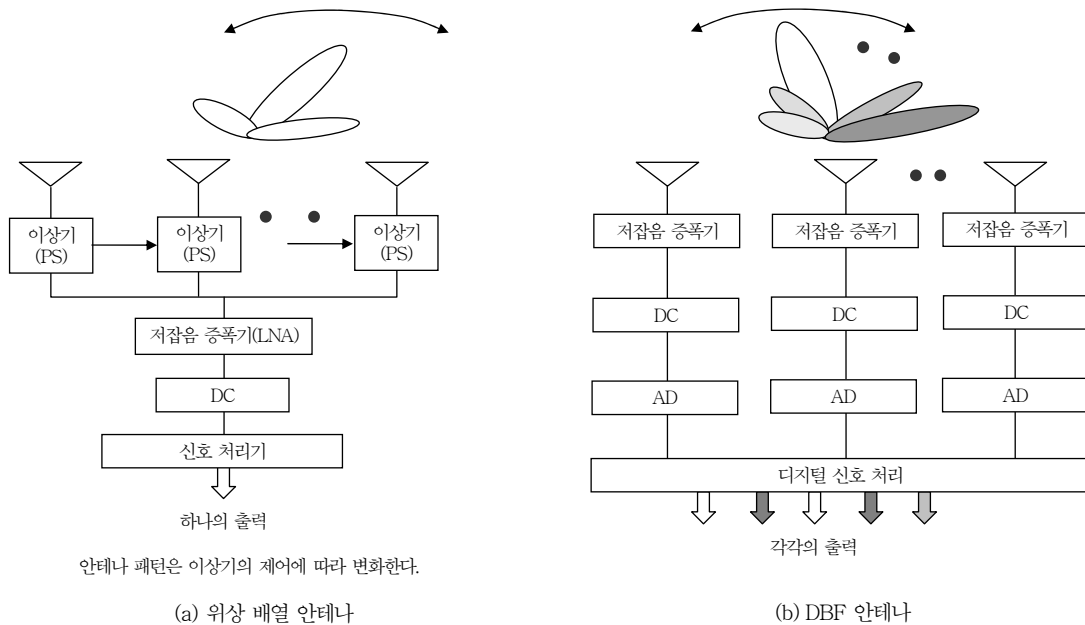 이상기
(PS)
이상기
(PS)
이상기
(PS)
저잡음 증폭기(LNA)
DC
신호 처리기
하나의 출력
안테나 패턴은 이상기의 제어에 따라 변화한다.
(a) 위상 배열 안테나
저잡음 증폭기
저잡음 증폭기
저잡음 증폭기
DC
DC
DC
AD
AD
AD
디지털 신호 처리
각각의 출력
(b) DBF 안테나